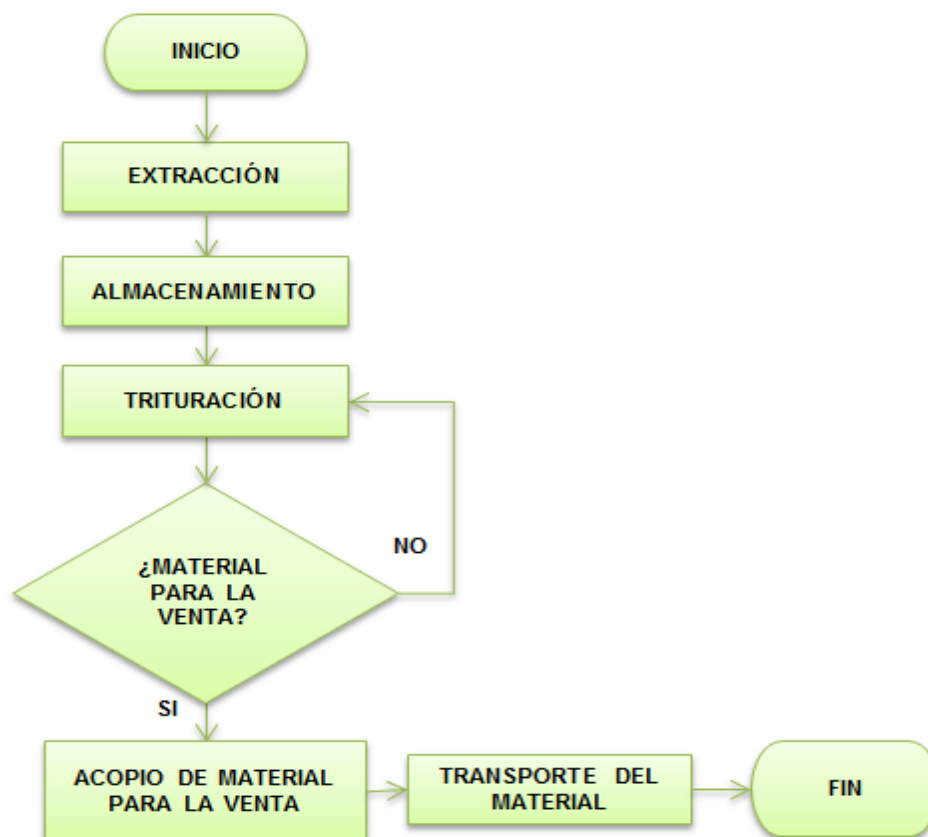 INICIO
EXTRACCIÓN
ALMACENAMIENTO
TRITURACIÓN
¿MATERIAL
PARA LA
VENTA?
NO
SI
ACOPIO DE MATERIAL
PARA LA VENTA
TRANSPORTE DEL
MATERIAL
FIN